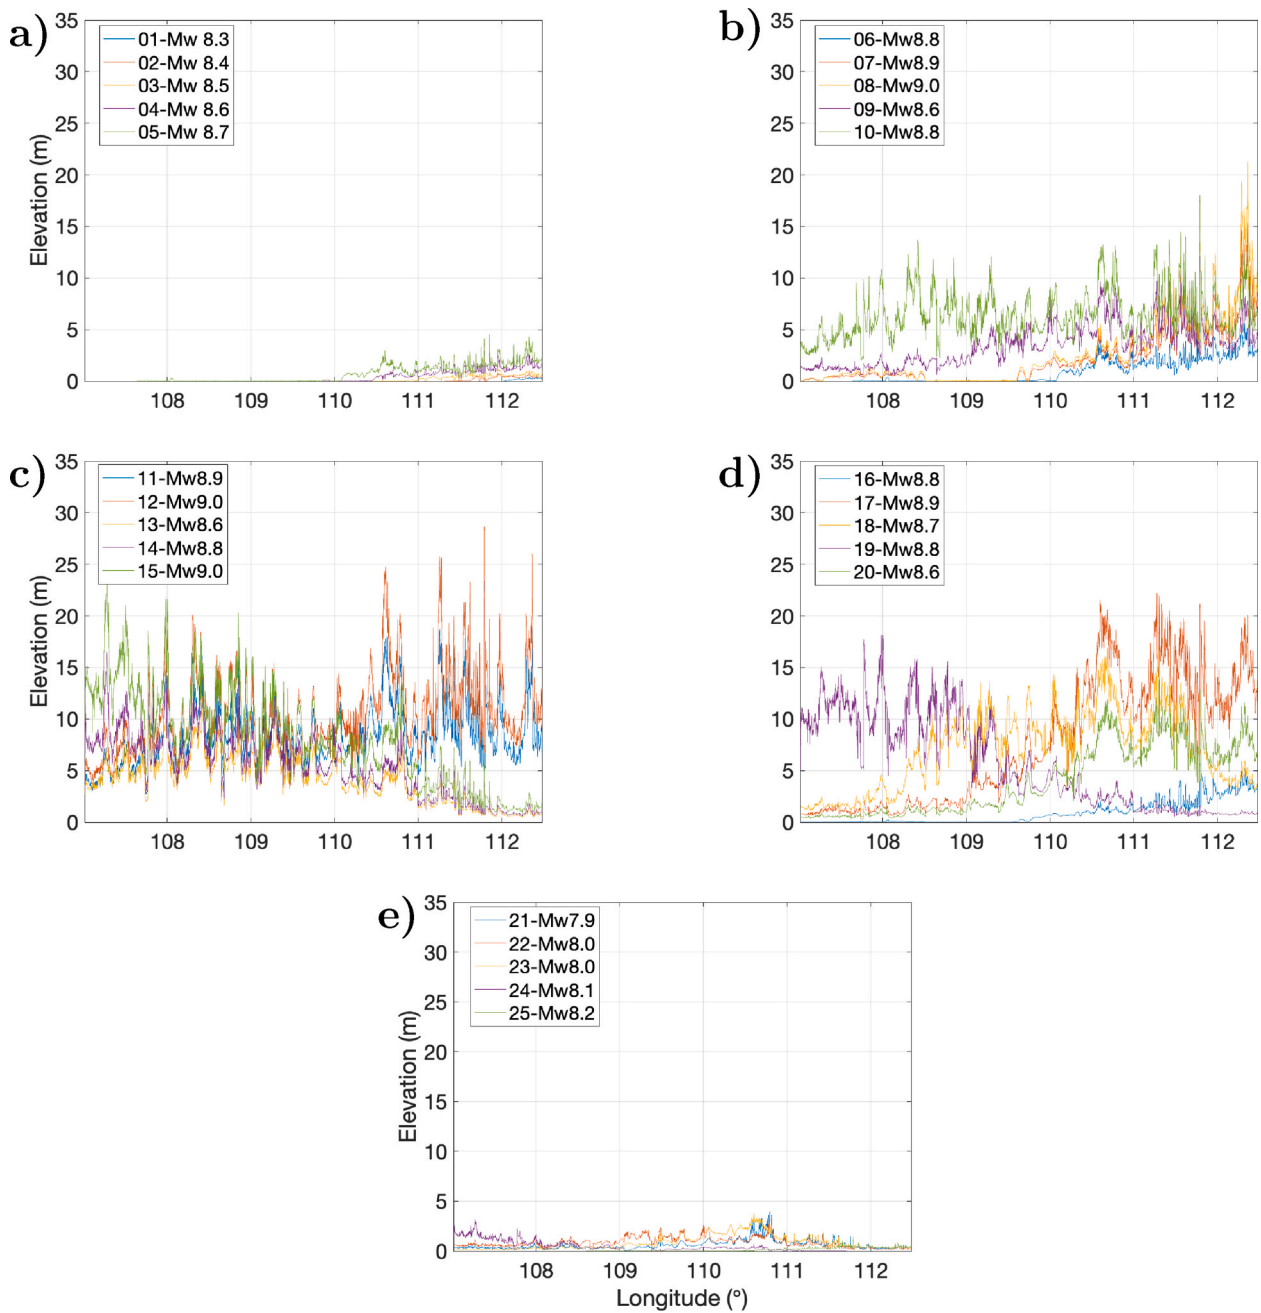 a)
35
30
25
20
15
10
5
0
Elevation (m)
01-Mw 8.3
02-Mw 8.4
03-Mw 8.5
04-Mw 8.6
05-Mw 8.7
108 109 110 111 112
b)
35
30
25
20
15
10
5
0
06-Mw8.8
07-Mw8.9
08-Mw9.0
09-Mw8.6
10-Mw8.8
108 109 110 111 112
c)
35
30
25
20
15
10
5
0
Elevation (m)
11-Mw8.9
12-Mw9.0
13-Mw8.6
14-Mw8.8
15-Mw9.0
108 109 110 111 112
d)
35
30
25
20
15
10
5
0
16-Mw8.8
17-Mw8.9
18-Mw8.7
19-Mw8.8
20-Mw8.6
108 109 110 111 112
e)
35
30
25
20
15
10
5
0
Elevation (m)
21-Mw7.9
22-Mw8.0
23-Mw8.0
24-Mw8.1
25-Mw8.2
108 109 110 111 112
Longitude (°)